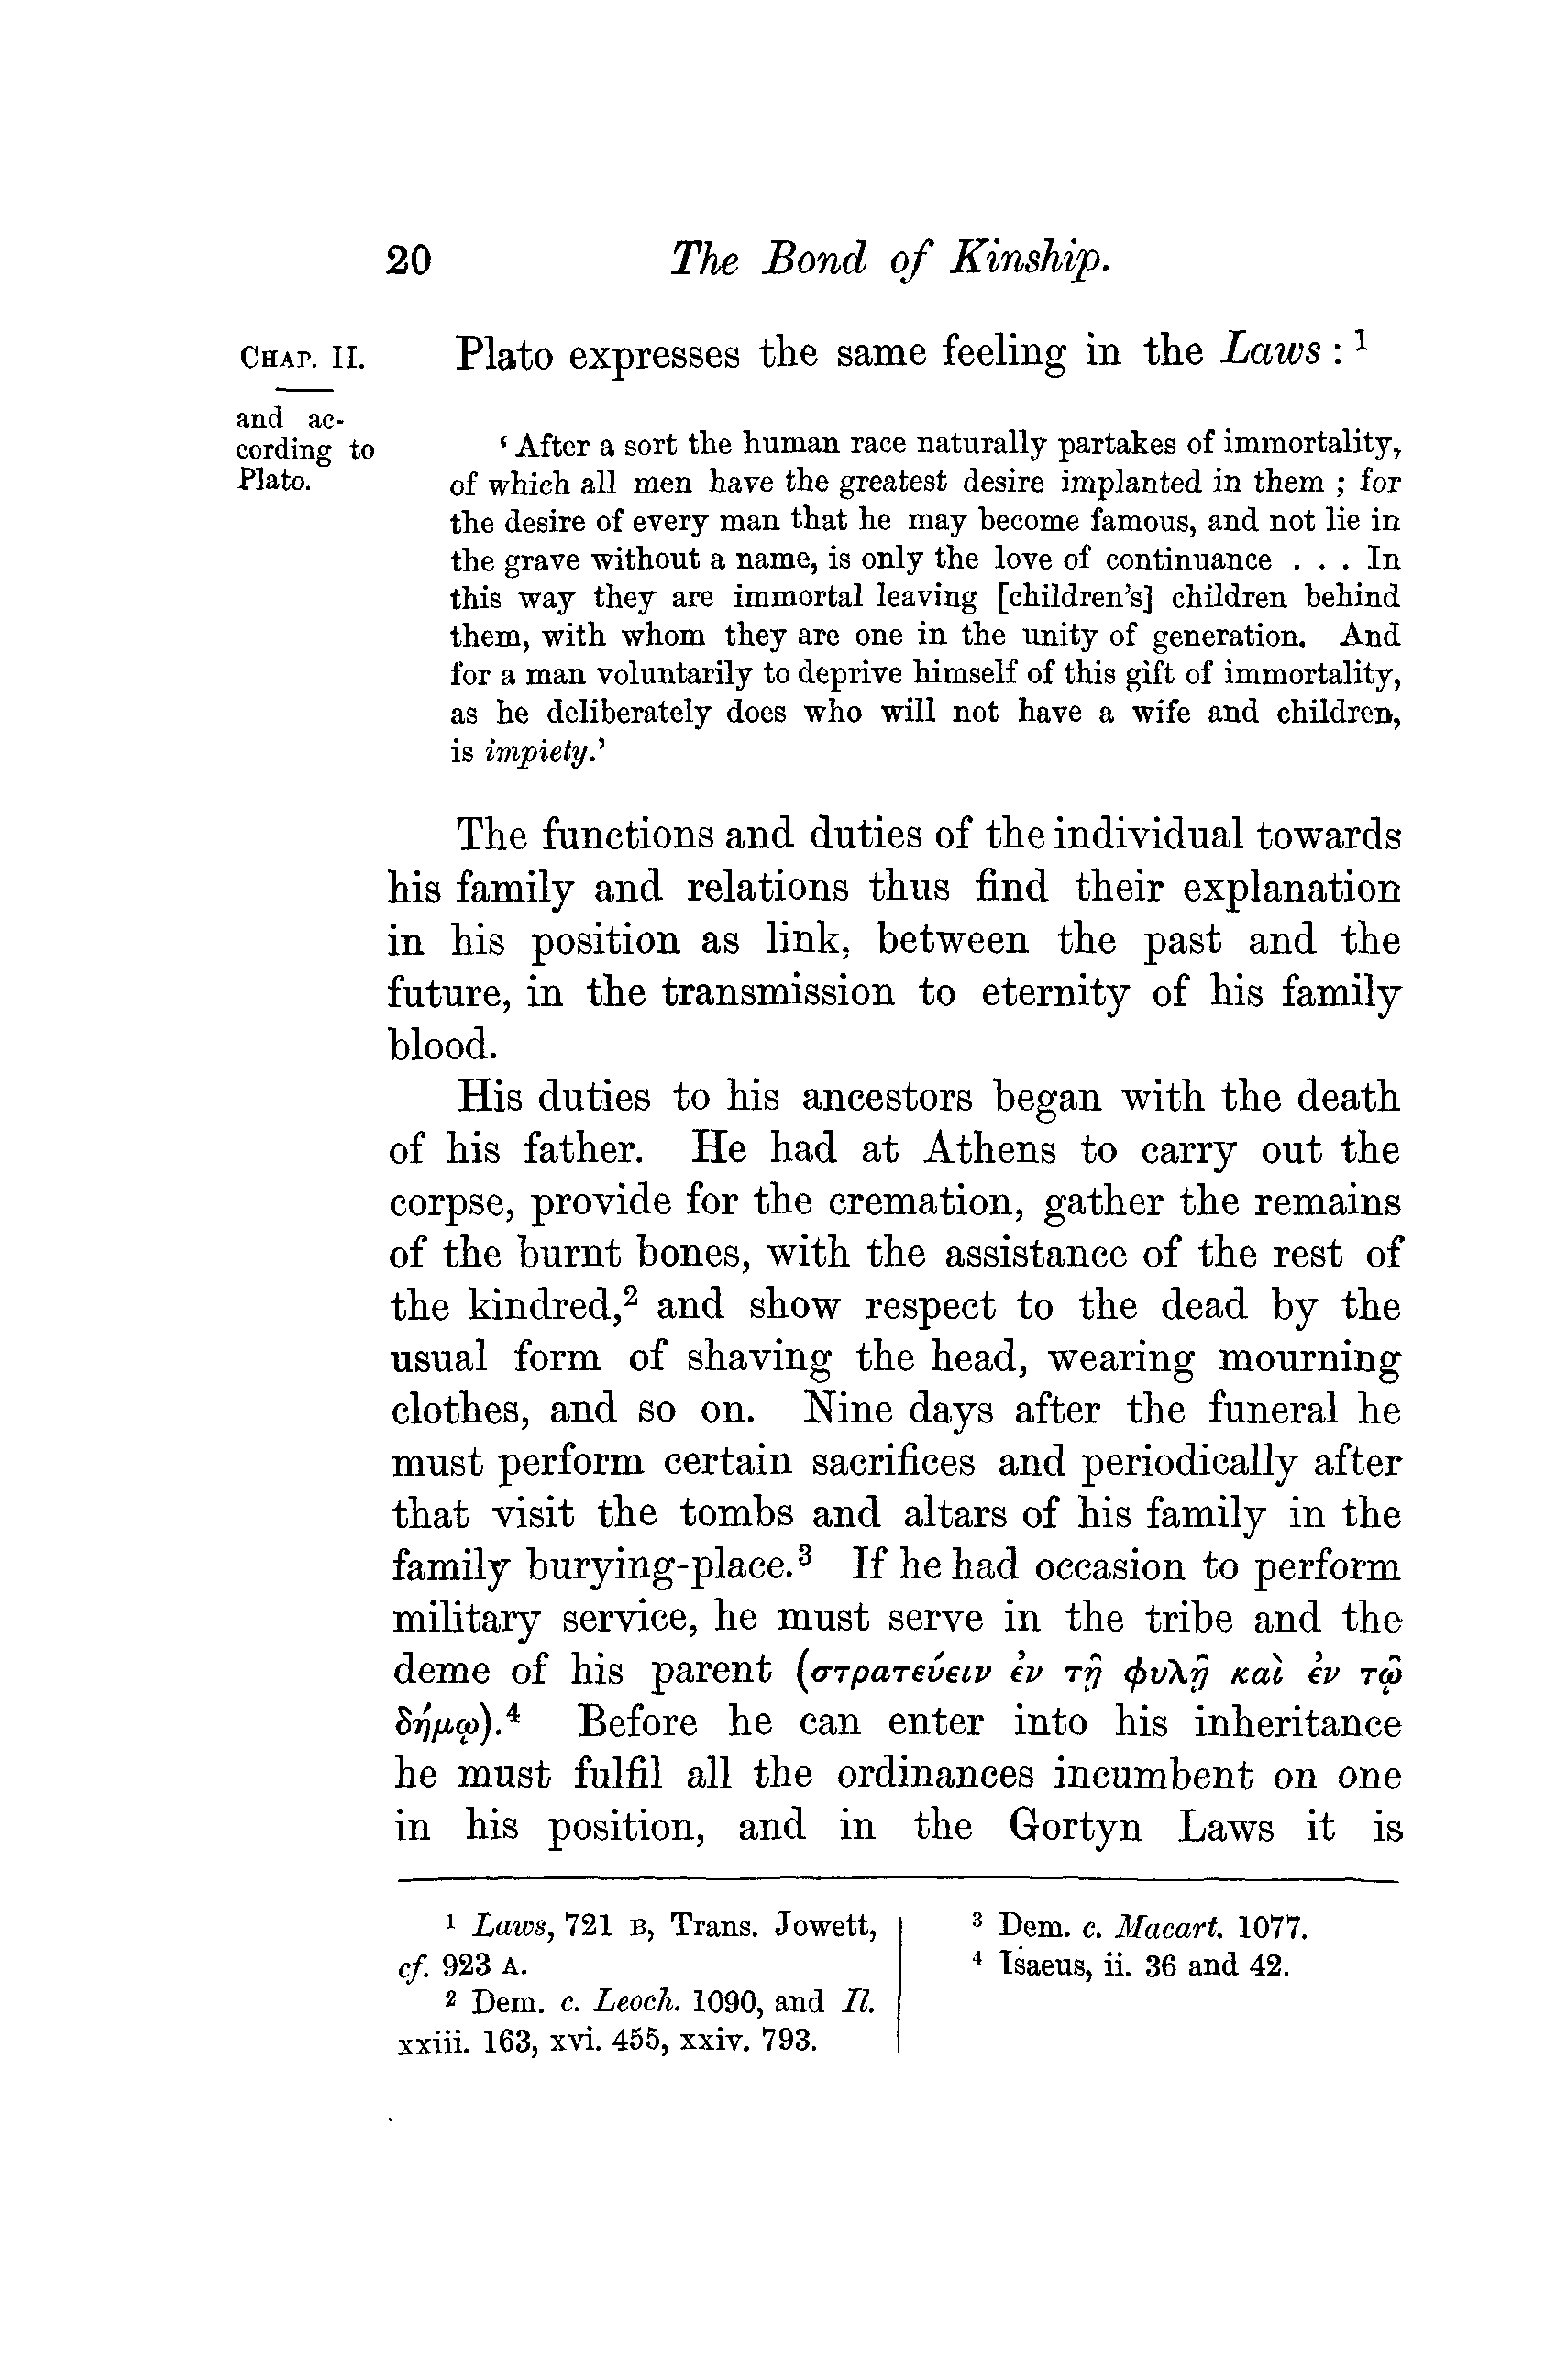 20 The Bond of Kinship.
CHAP. II.
and ac-
cording to
Plato.
Plato expresses the same feeling in the Laws : ¹
‘ After a sort the human race naturally partakes of immortality,
of which all men have the greatest desire implanted in them ; for
the desire of every man that he may become famous, and not lie in
the grave without a name, is only the love of continuance . . . In
this way they are immortal leaving [children’s] children behind
them, with whom they are one in the unity of generation. And
for a man voluntarily to deprive himself of this gift of immortality,
as he deliberately does who will not have a wife and children,
is impiety.’
The functions and duties of the individual towards
his family and relations thus find their explanation
in his position as link, between the past and the
future, in the transmission to eternity of his family
blood.
His duties to his ancestors began with the death
of his father. He had at Athens to carry out the
corpse, provide for the cremation, gather the remains
of the burnt bones, with the assistance of the rest of
the kindred,² and show respect to the dead by the
usual form of shaving the head, wearing mourning
clothes, and so on. Nine days after the funeral he
must perform certain sacrifices and periodically after
that visit the tombs and altars of his family in the
family burying-place.³ If he had occasion to perform
military service, he must serve in the tribe and the
deme of his parent (στρατεύειν ἐν τῇ φυλῇ καὶ ἐν τῷ
δήμῳ).⁴ Before he can enter into his inheritance
he must fulfil all the ordinances incumbent on one
in his position, and in the Gortyn Laws it is
¹ Laws, 721 B, Trans. Jowett,
cf. 923 A.
² Dem. c. Leoch. 1090, and Il.
xxiii. 163, xvi. 455, xxiv. 793.
³ Dem. c. Macart. 1077.
⁴ Isaeus, ii. 36 and 42.